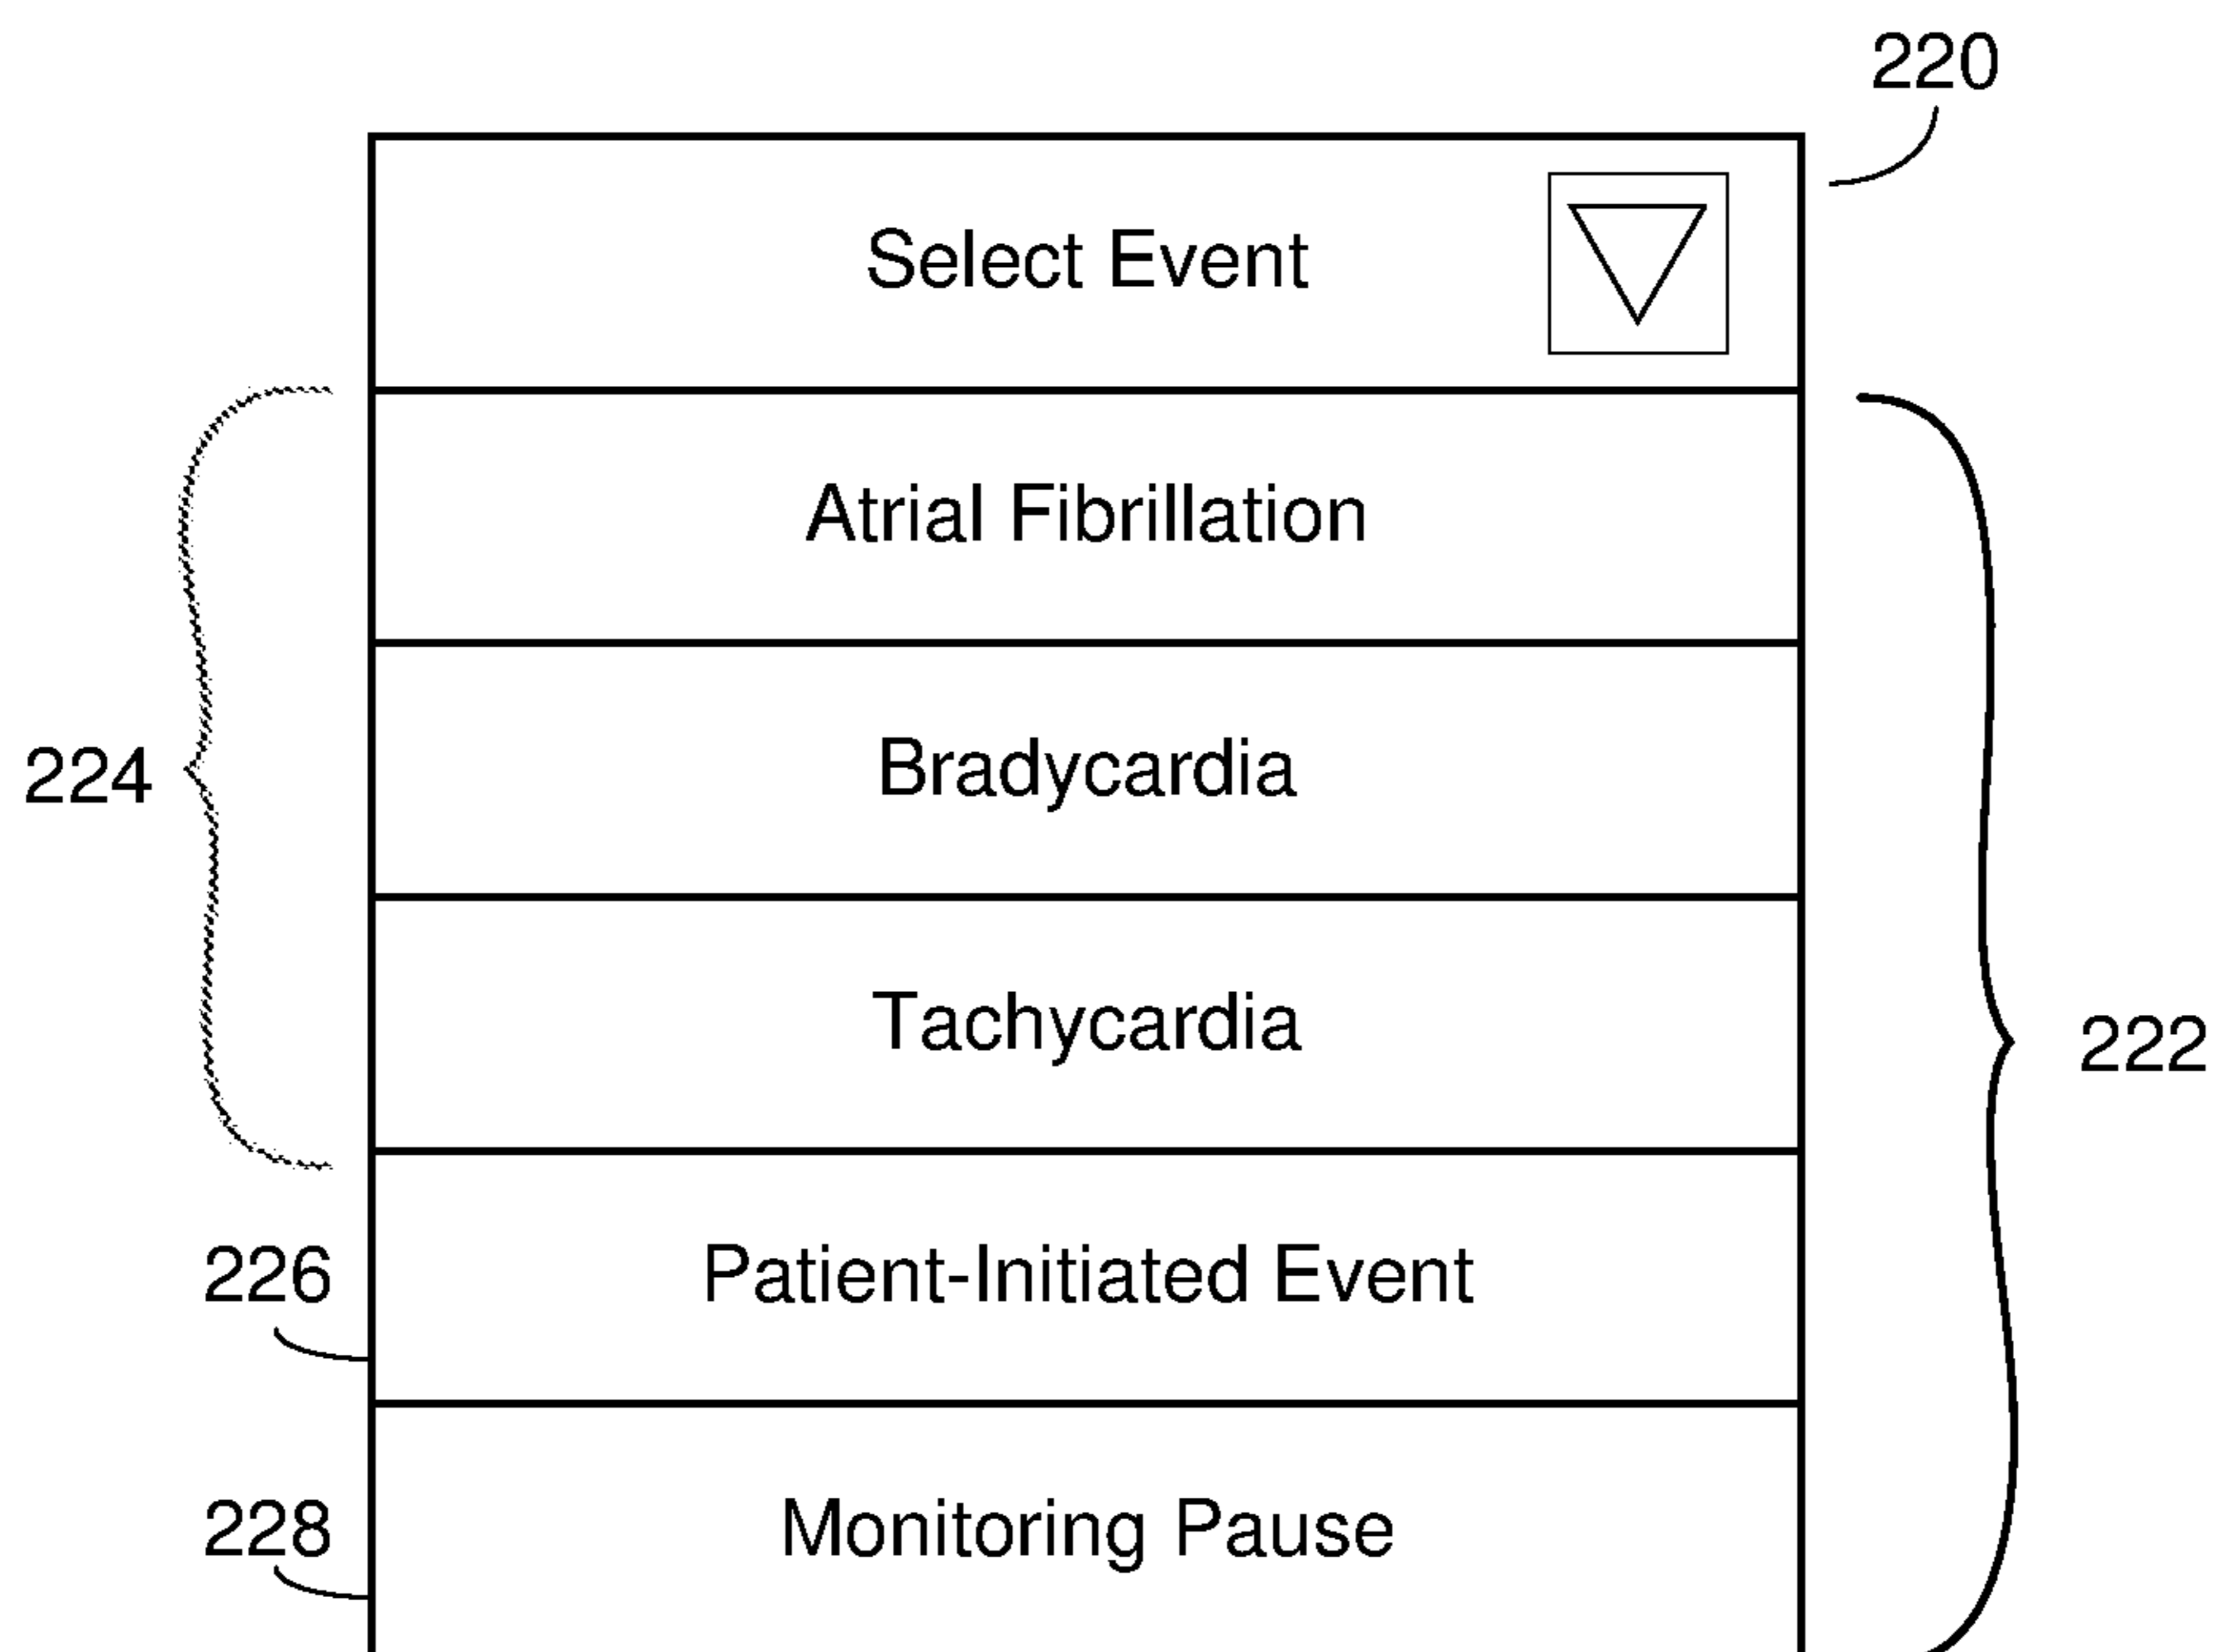 220
Select Event
Atrial Fibrillation
224
Bradycardia
Tachycardia
222
226
Patient-Initiated Event
228
Monitoring Pause